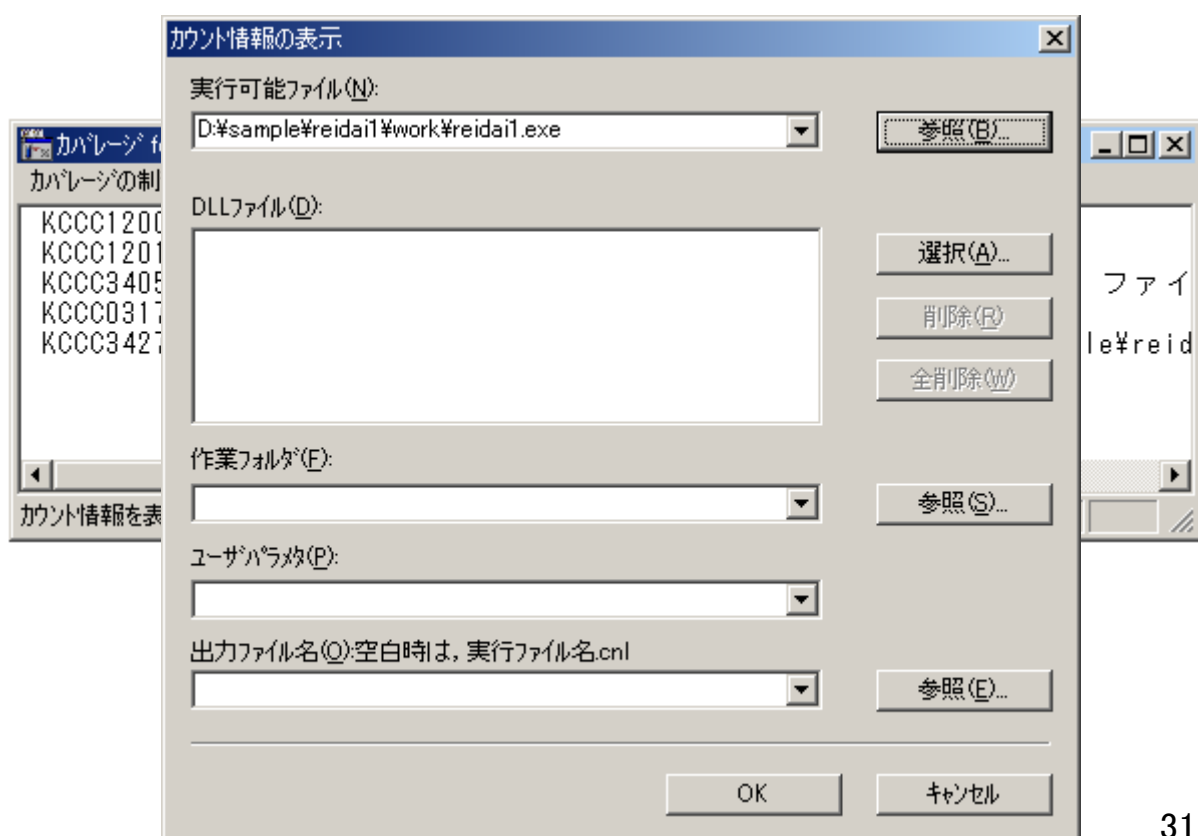 カウント情報の表示
実行可能ファイル(N):
D:¥sample¥reidai1¥work¥reidai1.exe
参照(B)...
DLLファイル(D):
選択(A)...
削除(R)
全削除(W)
作業フォルダ(F):
参照(S)...
ユーザパラメタ(P):
出力ファイル名(O):空白時は，実行ファイル名.cnl
参照(E)...
OK
キャンセル
カバレージ f
カバレージの制
KCCC1200
KCCC1201
KCCC3405
ファイ
KCCC0317
KCCC3427
le¥reid
カウント情報を表
31